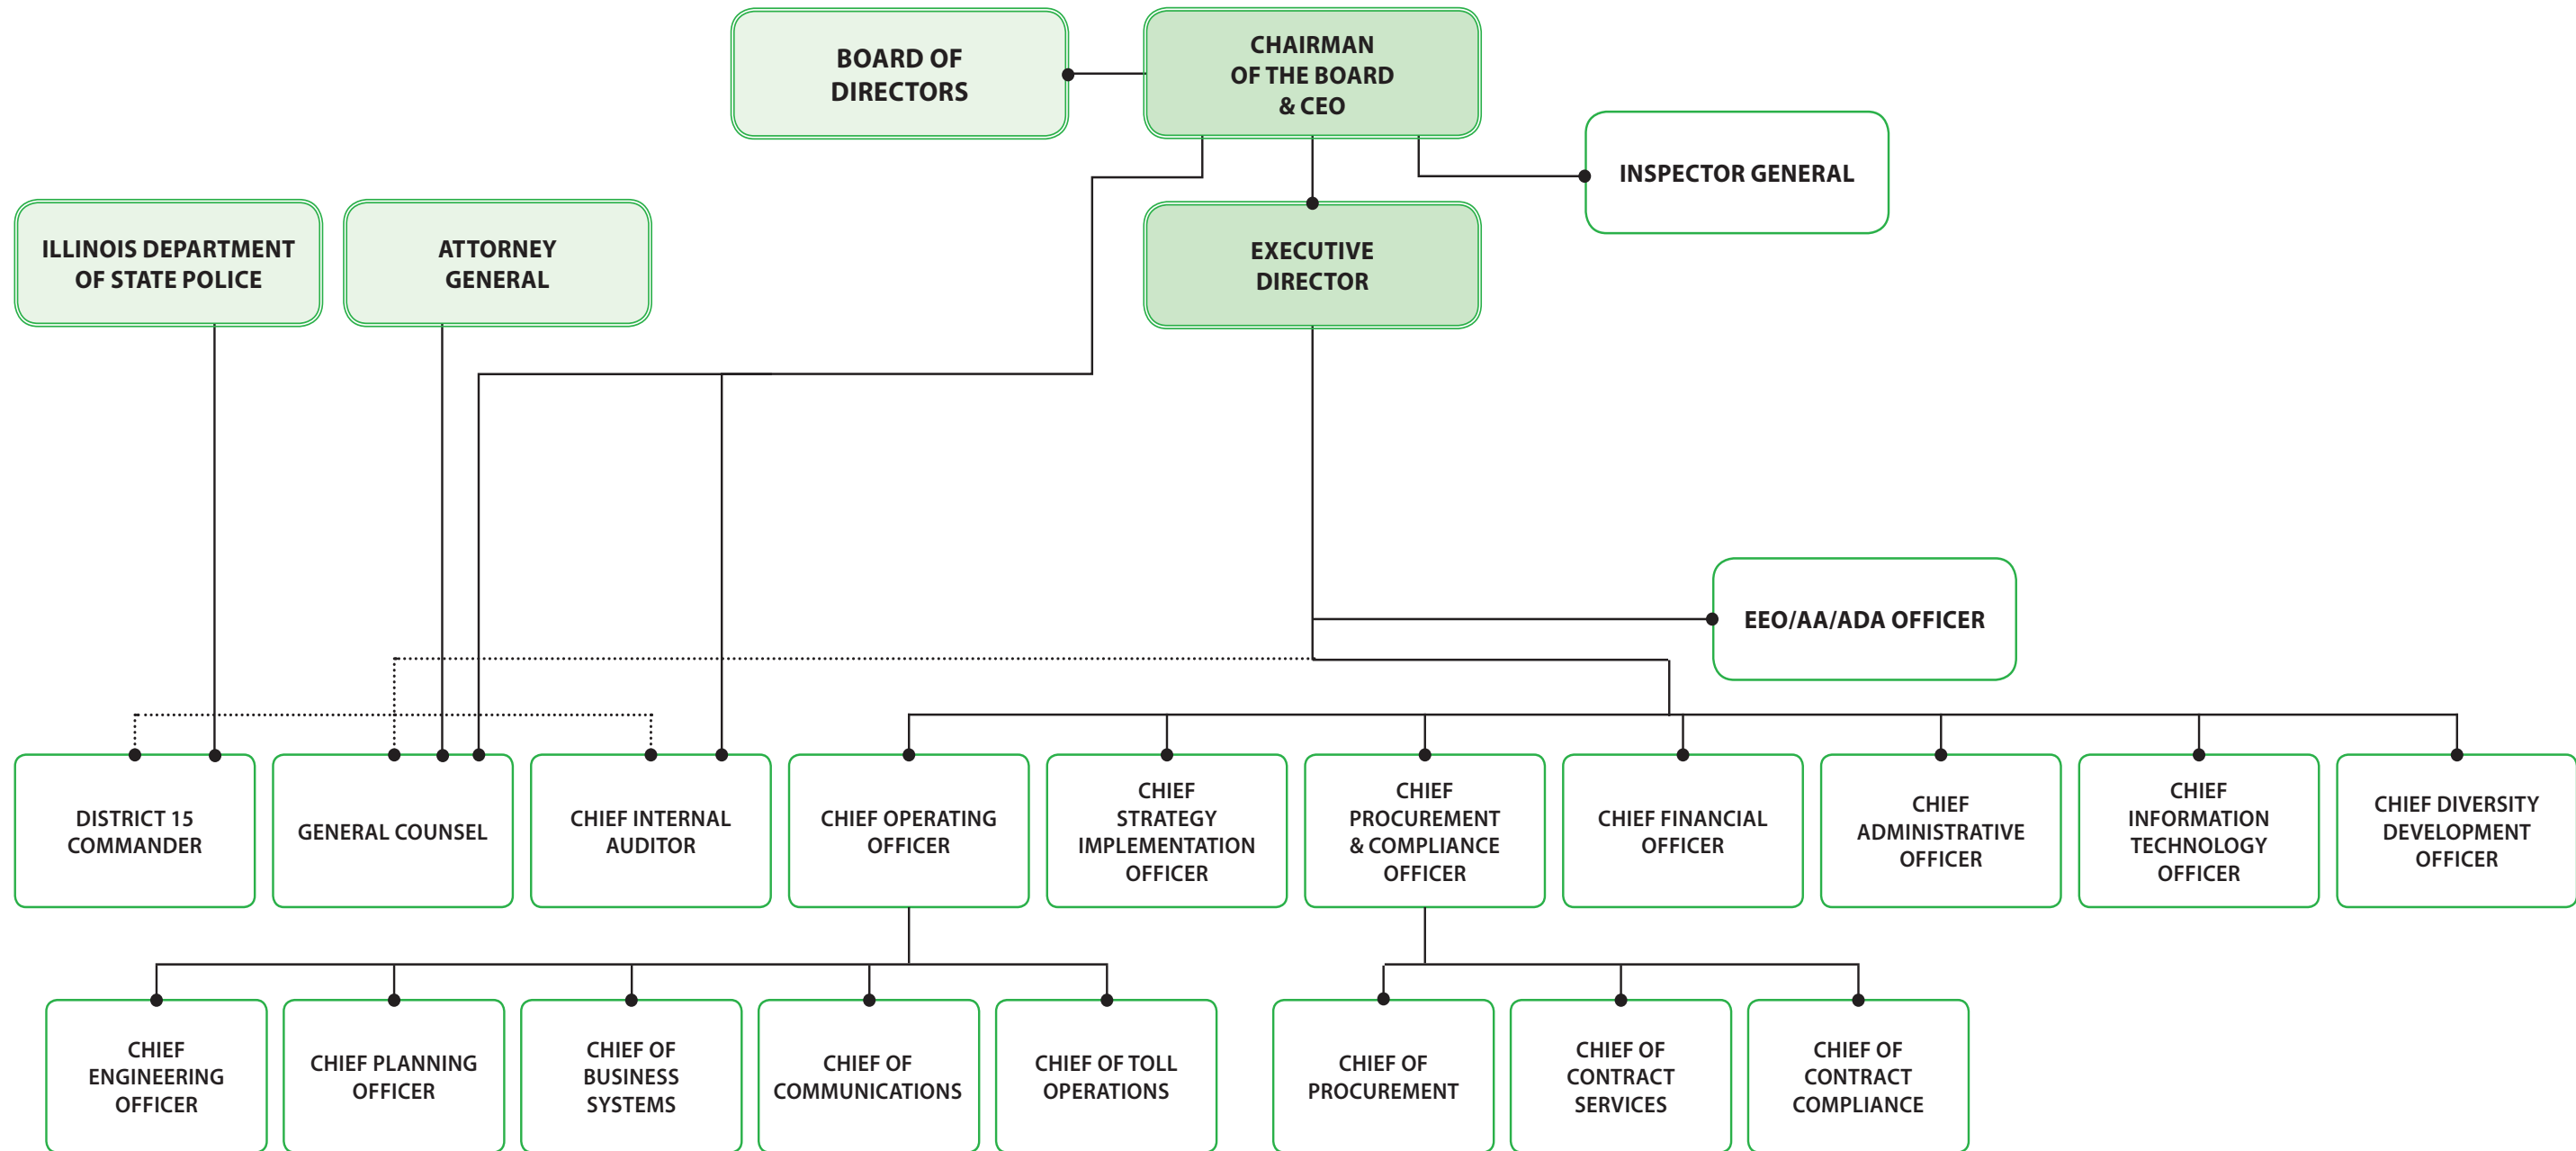 BOARD OF
DIRECTORS
CHAIRMAN
OF THE BOARD
& CEO
INSPECTOR GENERAL
ILLINOIS DEPARTMENT
OF STATE POLICE
ATTORNEY
GENERAL
EXECUTIVE
DIRECTOR
EEO/AA/ADA OFFICER
DISTRICT 15
COMMANDER
GENERAL COUNSEL
CHIEF INTERNAL
AUDITOR
CHIEF OPERATING
OFFICER
CHIEF
STRATEGY
IMPLEMENTATION
OFFICER
CHIEF
PROCUREMENT
& COMPLIANCE
OFFICER
CHIEF FINANCIAL
OFFICER
CHIEF
ADMINISTRATIVE
OFFICER
CHIEF
INFORMATION
TECHNOLOGY
OFFICER
CHIEF DIVERSITY
DEVELOPMENT
OFFICER
CHIEF
ENGINEERING
OFFICER
CHIEF PLANNING
OFFICER
CHIEF OF
BUSINESS
SYSTEMS
CHIEF OF
COMMUNICATIONS
CHIEF OF TOLL
OPERATIONS
CHIEF OF
PROCUREMENT
CHIEF OF
CONTRACT
SERVICES
CHIEF OF
CONTRACT
COMPLIANCE